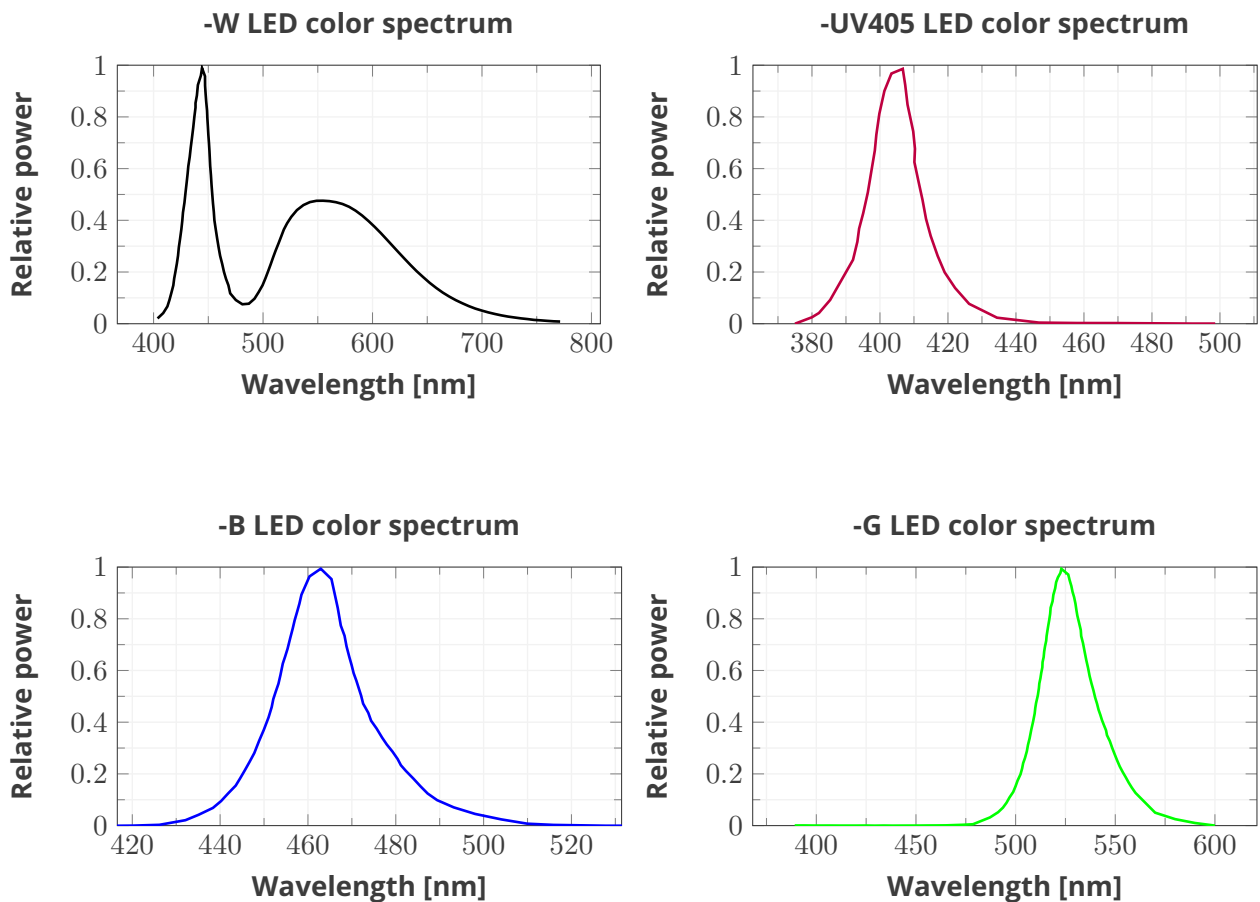 -W LED color spectrum
Relative power
1
0.8
0.6
0.4
0.2
0
400 500 600 700 800
Wavelength [nm]
-UV405 LED color spectrum
Relative power
1
0.8
0.6
0.4
0.2
0
380 400 420 440 460 480 500
Wavelength [nm]
-B LED color spectrum
Relative power
1
0.8
0.6
0.4
0.2
0
420 440 460 480 500 520
Wavelength [nm]
-G LED color spectrum
Relative power
1
0.8
0.6
0.4
0.2
0
400 450 500 550 600
Wavelength [nm]